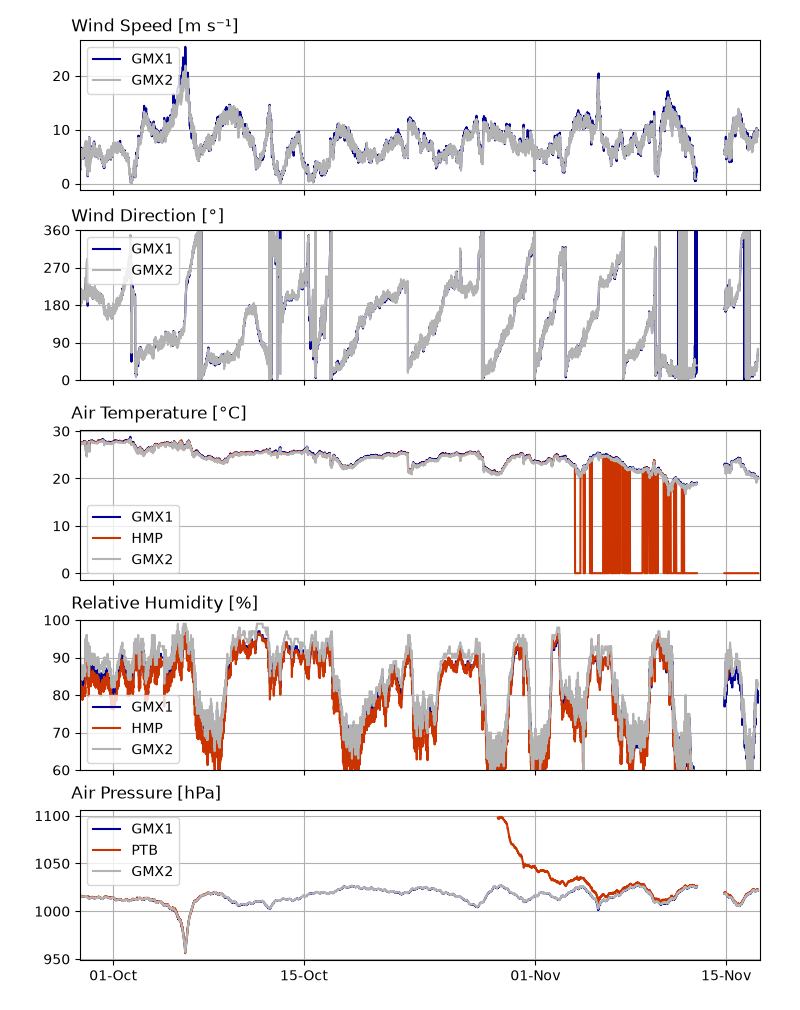 Wind Speed [m s⁻¹]
GMX1
GMX2
20
10
0
Wind Direction [°]
360
GMX1
GMX2
270
180
90
0
Air Temperature [°C]
30
20
GMX1
HMP
GMX2
10
0
Relative Humidity [%]
100
90
80
GMX1
HMP
GMX2
70
60
Air Pressure [hPa]
1100
GMX1
PTB
GMX2
1050
1000
950
01-Oct 15-Oct 01-Nov 15-Nov